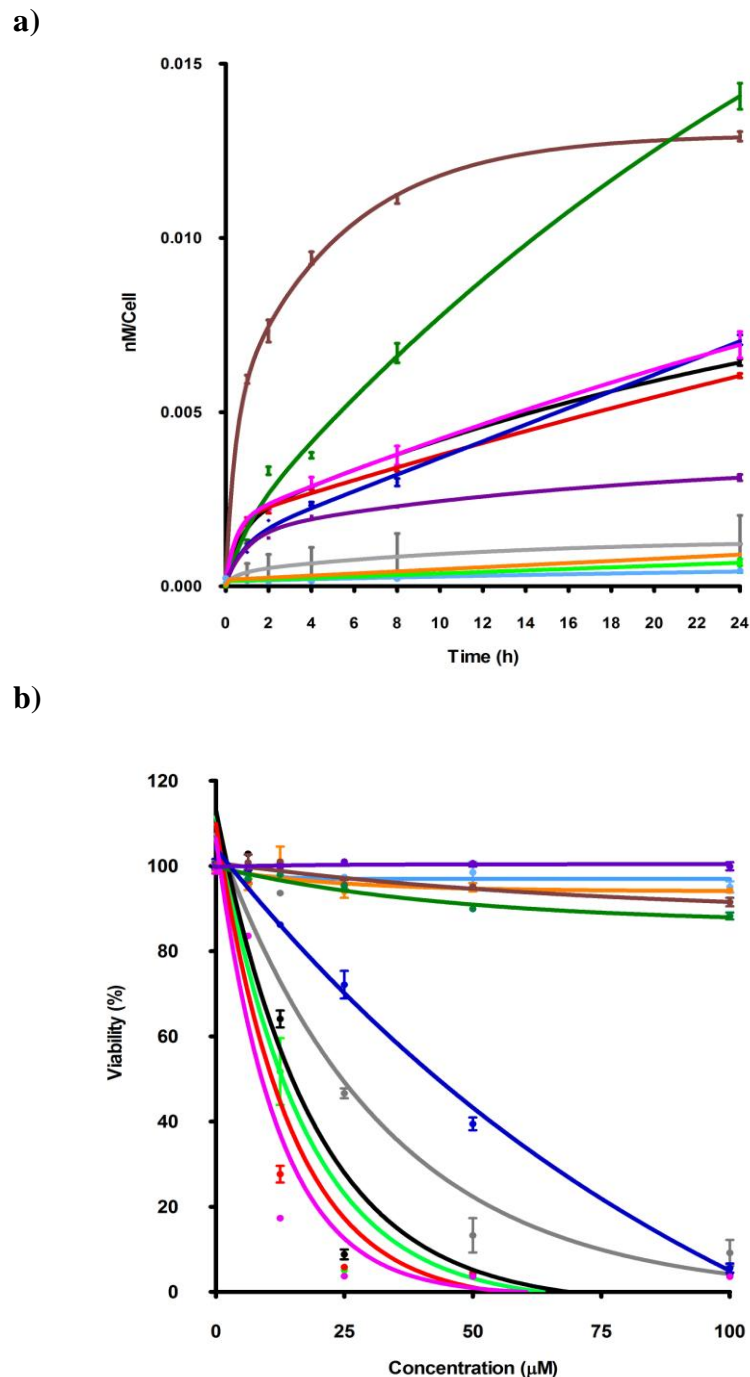 a)
0.015
0.010
nM/Cell
0.005
0.000
0 2 4 6 8 10 12 14 16 18 20 22 24
Time (h)
b)
120
100
80
Viability (%)
60
40
20
0
0 25 50 75 100
Concentration (μM)